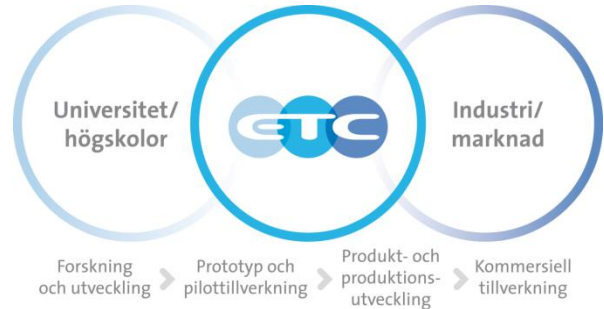 Universitet/
högskolor
ETC
Industri/
marknad
Forskning
och utveckling
Prototyp och
pilottillverkning
Produkt- och
produktions-
utveckling
Kommersiell
tillverkning